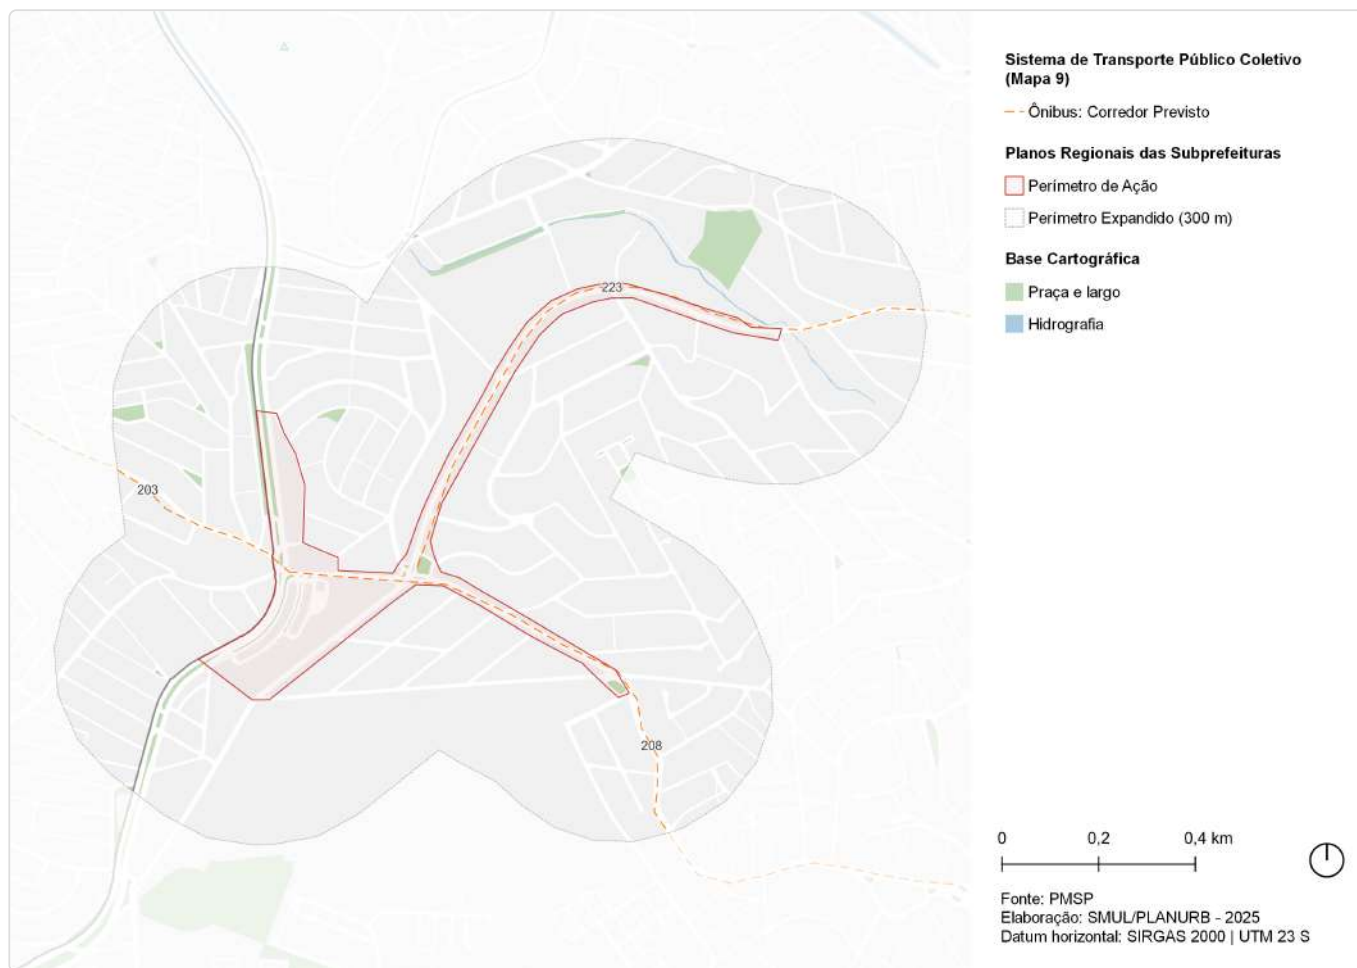 Sistema de Transporte Público Coletivo
(Mapa 9)
Ônibus: Corredor Previsto
Planos Regionais das Subprefeituras
Perímetro de Ação
Perímetro Expandido (300 m)
Base Cartográfica
Praça e largo
Hidrografia
223
203
208
0 0,2 0,4 km
Fonte: PMSP
Elaboração: SMUL/PLANURB - 2025
Datum horizontal: SIRGAS 2000 | UTM 23 S